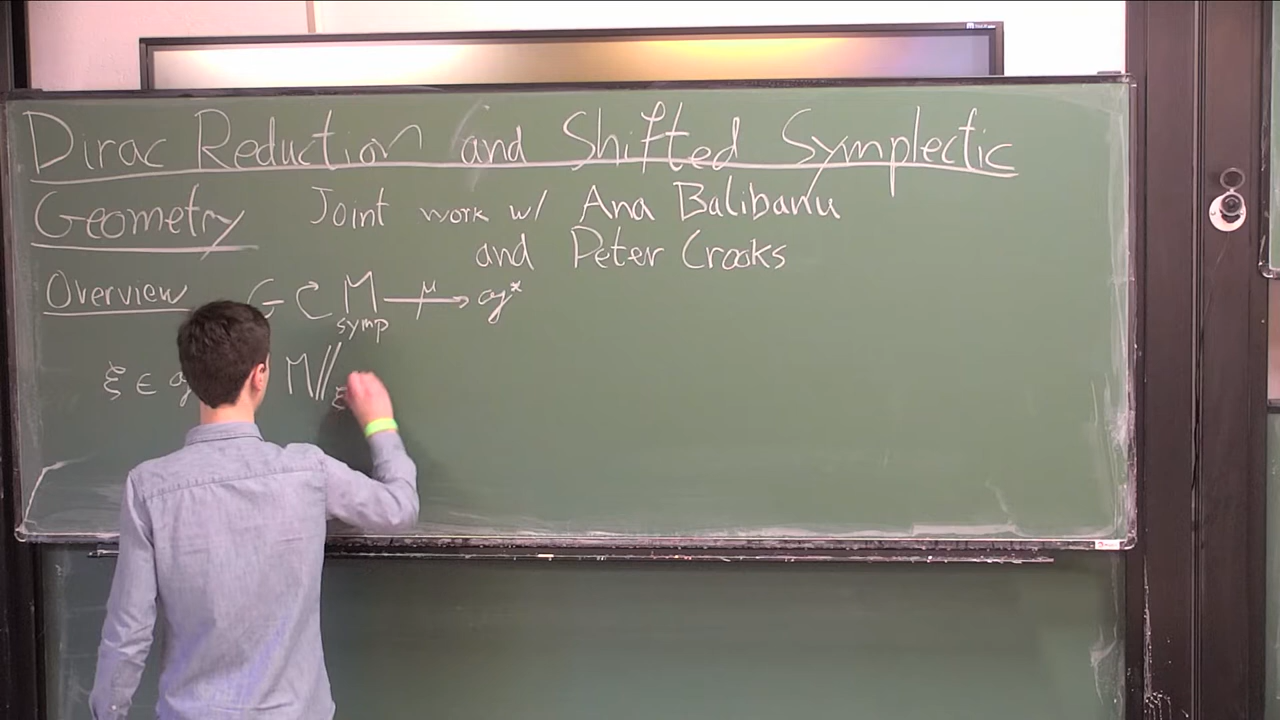 Dirac Reduction and Shifted Symplectic
Geometry Joint work w/ Ana Balibanu
and Peter Crooks
Overview G ⊂ M —μ→ 𝔤*
symp
ξ ∈ 𝔤 M//ξ